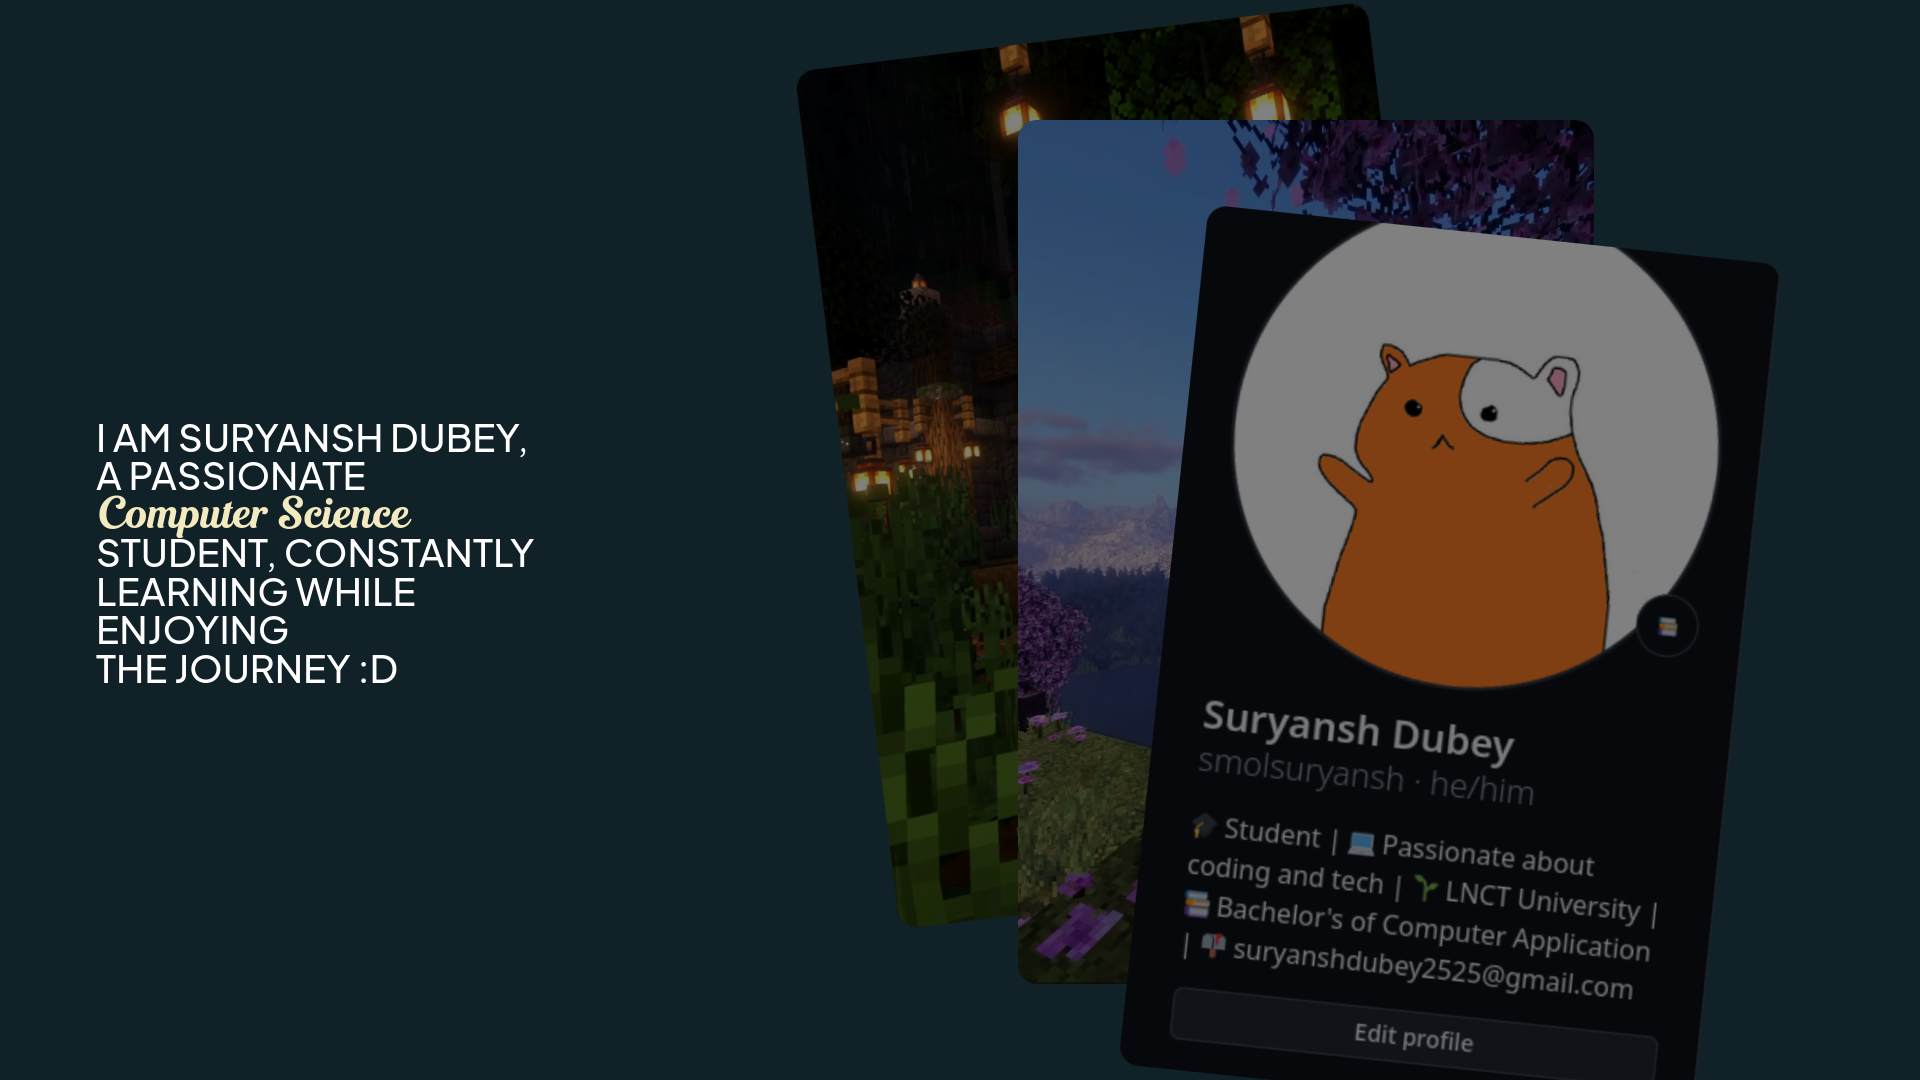 I AM SURYANSH DUBEY,
A PASSIONATE
Computer Science
STUDENT, CONSTANTLY
LEARNING WHILE
ENJOYING
THE JOURNEY :D
Suryansh Dubey
smolsuryansh · he/him
🎓 Student | 💻 Passionate about
coding and tech | 🌱 LNCT University |
📚 Bachelor's of Computer Application
| 📬 suryanshdubey2525@gmail.com
Edit profile